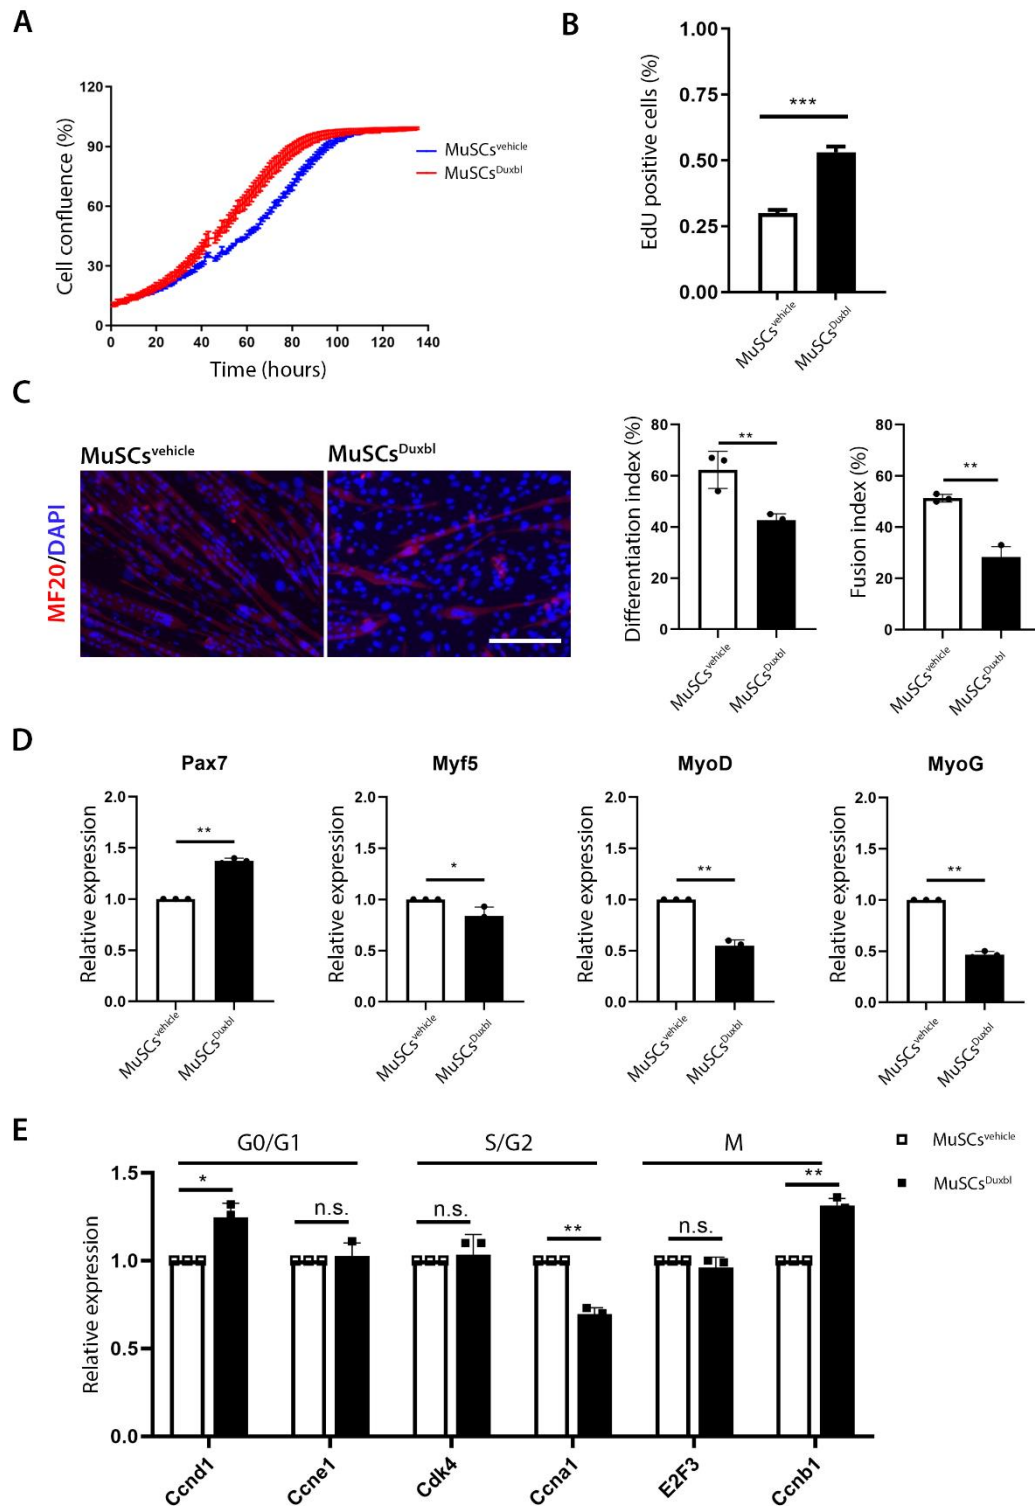 A
120
90
60
30
0
Cell confluence (%)
0 20 40 60 80 100 120 140
Time (hours)
MuSCsvehicle
MuSCsDuxbl
B
1.00
0.75
0.50
0.25
0.00
EdU positive cells (%)
***
MuSCsvehicle
MuSCsDuxbl
C
MF20/DAPI
MuSCsvehicle
MuSCsDuxbl
80
60
40
20
0
Differentiation index (%)
**
MuSCsvehicle
MuSCsDuxbl
80
60
40
20
0
Fusion index (%)
**
MuSCsvehicle
MuSCsDuxbl
D
Pax7
2.0
1.5
1.0
0.5
0.0
Relative expression
**
MuSCsvehicle
MuSCsDuxbl
Myf5
2.0
1.5
1.0
0.5
0.0
Relative expression
*
MuSCsvehicle
MuSCsDuxbl
MyoD
2.0
1.5
1.0
0.5
0.0
Relative expression
**
MuSCsvehicle
MuSCsDuxbl
MyoG
2.0
1.5
1.0
0.5
0.0
Relative expression
**
MuSCsvehicle
MuSCsDuxbl
E
G0/G1 S/G2 M
MuSCsvehicle
MuSCsDuxbl
1.5
1.0
0.5
0.0
Relative expression
* n.s. n.s. ** n.s. **
Ccnd1 Ccne1 Cdk4 Ccna1 E2F3 Ccnb1